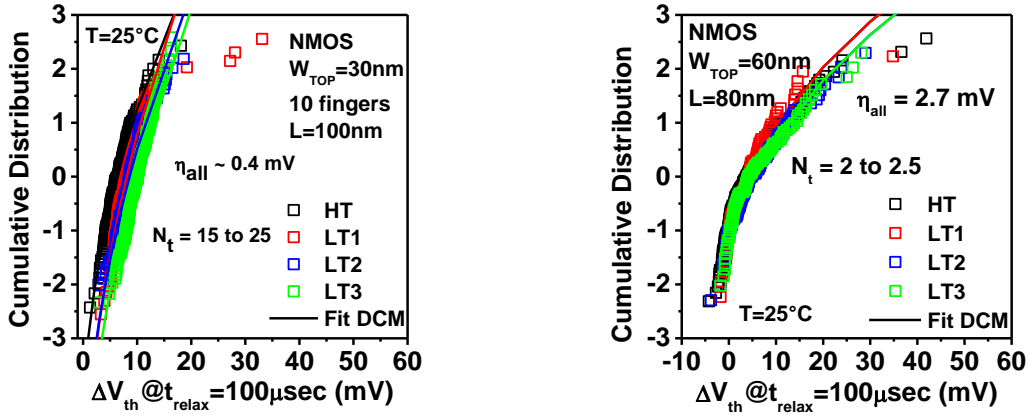 3
2
1
0
-1
-2
-3
Cumulative Distribution
T=25°C
NMOS
W_TOP=30nm
10 fingers
L=100nm
η_all ~ 0.4 mV
N_t = 15 to 25
HT
LT1
LT2
LT3
Fit DCM
0 10 20 30 40 50 60
ΔV_th@t_relax=100μsec (mV)
3
2
1
0
-1
-2
-3
Cumulative Distribution
NMOS
W_TOP=60nm
L=80nm
η_all = 2.7 mV
N_t = 2 to 2.5
HT
LT1
LT2
LT3
T=25°C
Fit DCM
-10 0 10 20 30 40 50 60
ΔV_th@t_relax=100μsec (mV)